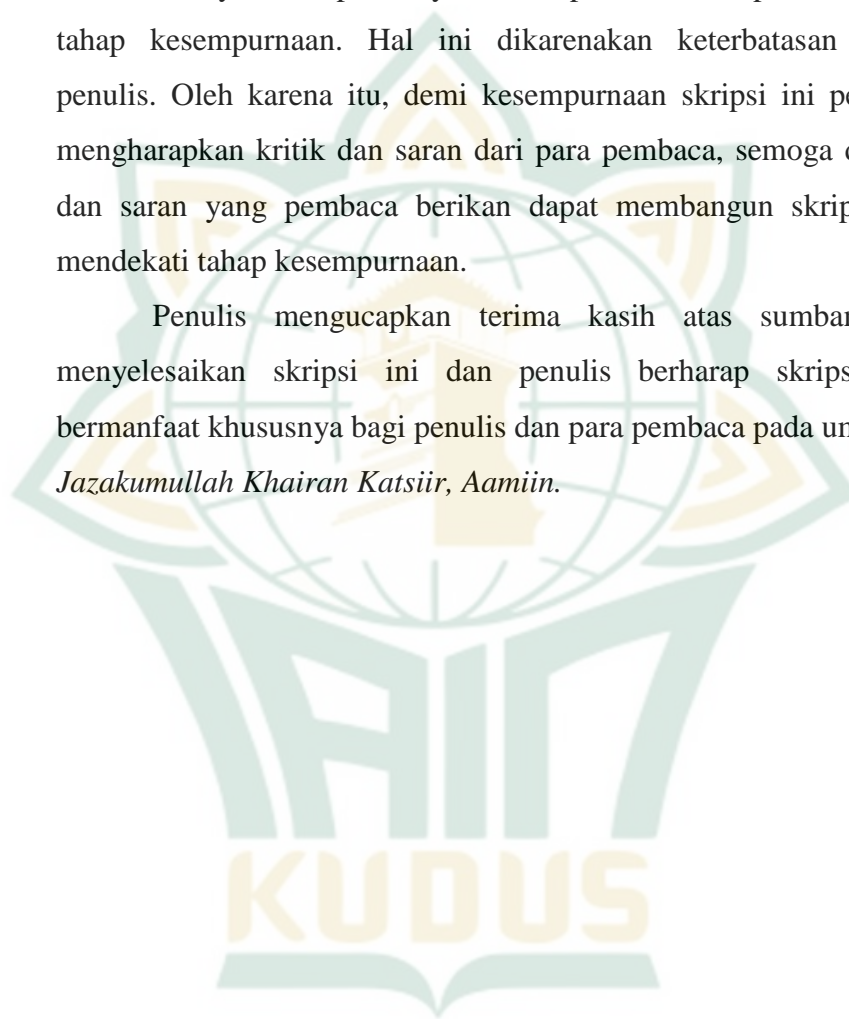 tahap kesempurnaan. Hal ini dikarenakan keterbatasan
penulis. Oleh karena itu, demi kesempurnaan skripsi ini
mengharapkan kritik dan saran dari para pembaca, semoga
dan saran yang pembaca berikan dapat membangun
mendekati tahap kesempurnaan.
Penulis mengucapkan terima kasih atas
menyelesaikan skripsi ini dan penulis berharap
bermanfaat khususnya bagi penulis dan para pembaca pada
Jazakumullah Khairan Katsiir, Aamiin.
IAIN
KUDUS